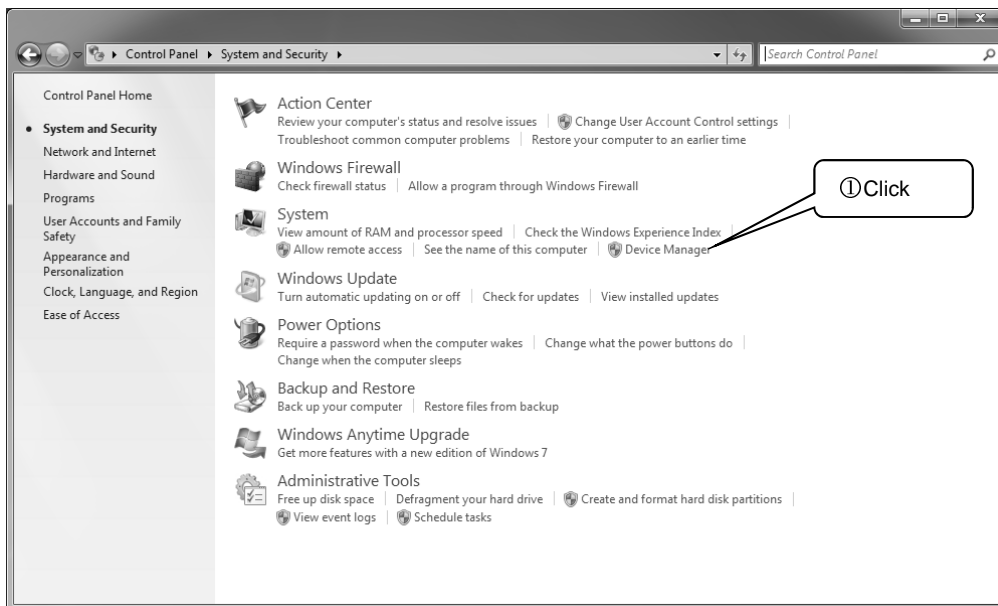 Control Panel System and Security
Search Control Panel
Control Panel Home
System and Security
Network and Internet
Hardware and Sound
Programs
User Accounts and Family
Safety
Appearance and
Personalization
Clock, Language, and Region
Ease of Access
Action Center
Review your computer's status and resolve issues Change User Account Control settings
Troubleshoot common computer problems Restore your computer to an earlier time
Windows Firewall
Check firewall status Allow a program through Windows Firewall
System
View amount of RAM and processor speed Check the Windows Experience Index
Allow remote access See the name of this computer Device Manager
①Click
Windows Update
Turn automatic updating on or off Check for updates View installed updates
Power Options
Require a password when the computer wakes Change what the power buttons do
Change when the computer sleeps
Backup and Restore
Back up your computer Restore files from backup
Windows Anytime Upgrade
Get more features with a new edition of Windows 7
Administrative Tools
Free up disk space Defragment your hard drive Create and format hard disk partitions
View event logs Schedule tasks